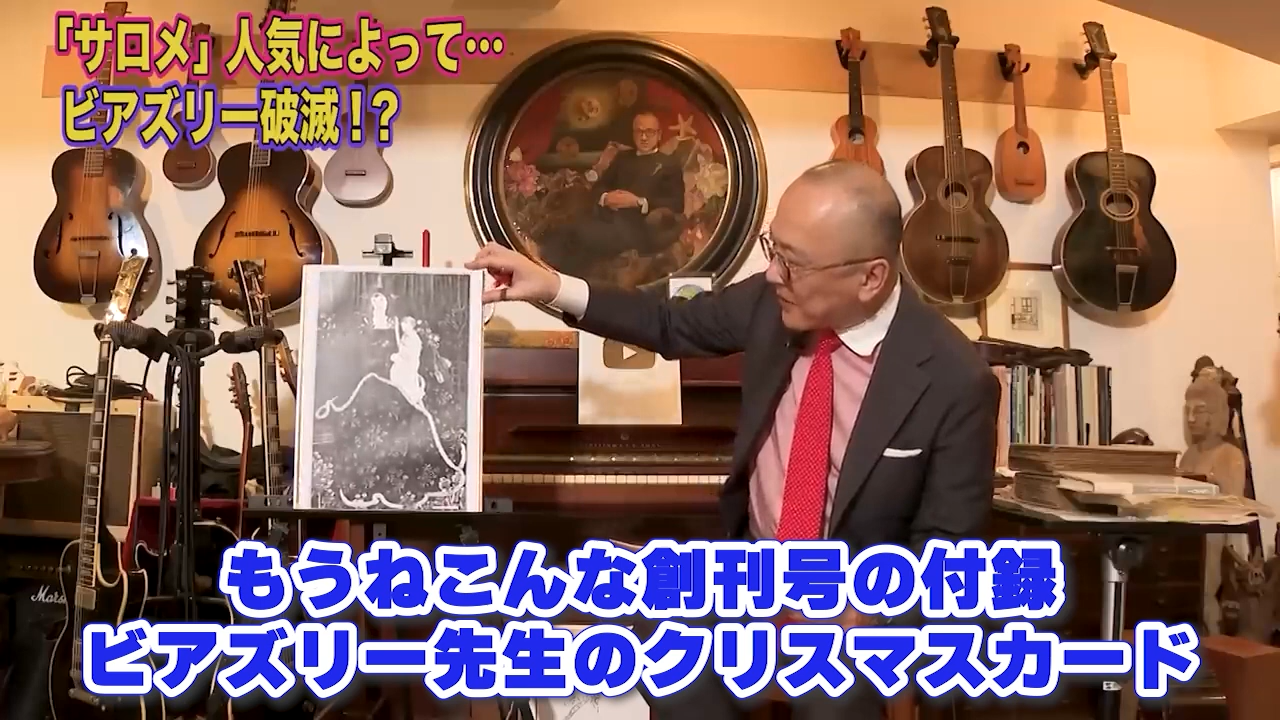 「サロメ」人気によって…
ビアズリー破滅！？
もうねこんな創刊号の付録
ビアズリー先生のクリスマスカード